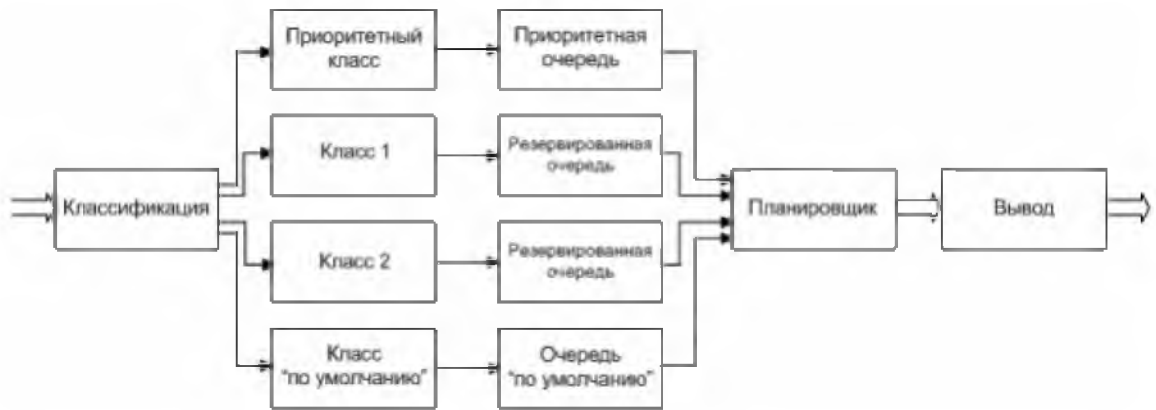 Приоритетный
класс
Приоритетная
очередь
Класс 1
Резервированная
очередь
Классификация
Планировщик
Вывод
Класс 2
Резервированная
очередь
Класс
"по умолчанию"
Очередь
"по умолчанию"